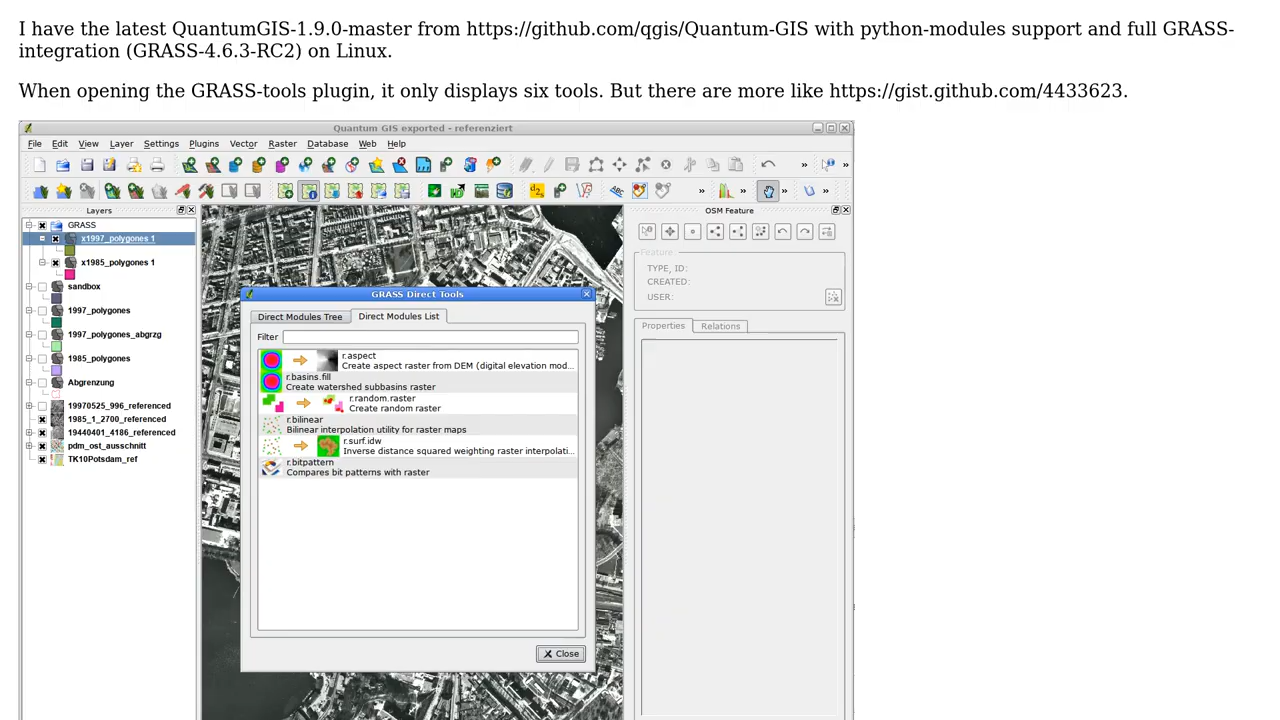 I have the latest QuantumGIS-1.9.0-master from https://github.com/qgis/Quantum-GIS with python-modules support and full GRASS-
integration (GRASS-4.6.3-RC2) on Linux.
When opening the GRASS-tools plugin, it only displays six tools. But there are more like https://gist.github.com/4433623.
Quantum GIS exported - referenziert
File Edit View Layer Settings Plugins Vector Raster Database Web Help
Layers
GRASS
x1997_polygones 1
x1985_polygones 1
sandbox
1997_polygones
1997_polygones_abgrzg
1985_polygones
Abgrenzung
19970525_996_referenced
1985_1_2700_referenced
19440401_4186_referenced
pdm_ost_ausschnitt
TK10Potsdam_ref
GRASS Direct Tools
Direct Modules Tree Direct Modules List
Filter
r.aspect
Create aspect raster from DEM (digital elevation mod...
r.basins.fill
Create watershed subbasins raster
r.random.raster
Create random raster
r.bilinear
Bilinear interpolation utility for raster maps
r.surf.idw
Inverse distance squared weighting raster interpolati...
r.bitpattern
Compares bit patterns with raster
Close
OSM Feature
Feature
TYPE, ID:
CREATED:
USER:
Properties Relations